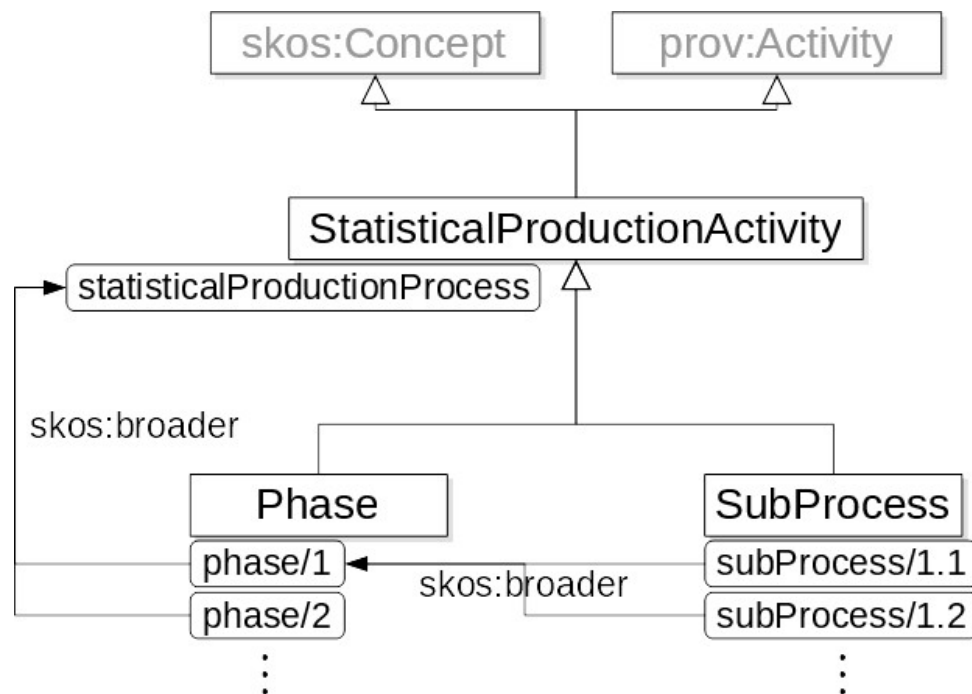 skos:Concept
prov:Activity
StatisticalProductionActivity
statisticalProductionProcess
skos:broader
Phase
SubProcess
phase/1
subProcess/1.1
skos:broader
phase/2
subProcess/1.2